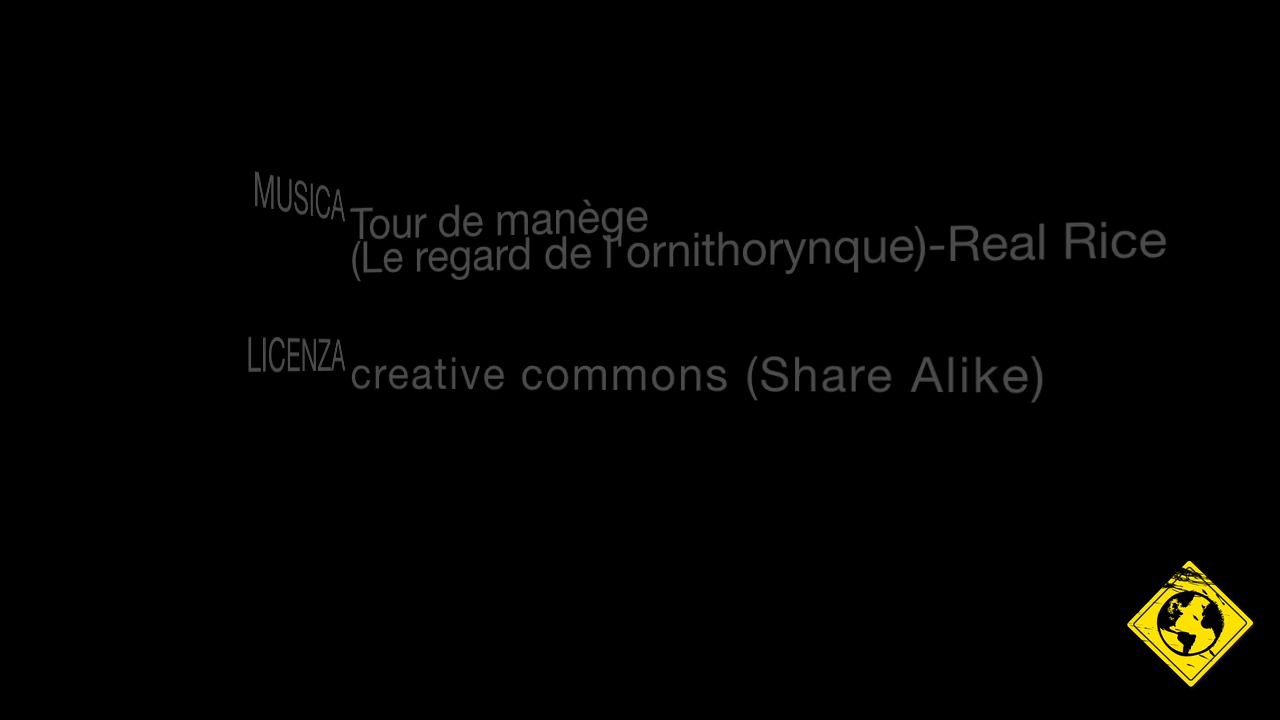 MUSICA
Tour de manège
(Le regard de l'ornithorynque)-Real Rice
LICENZA
creative commons (Share Alike)